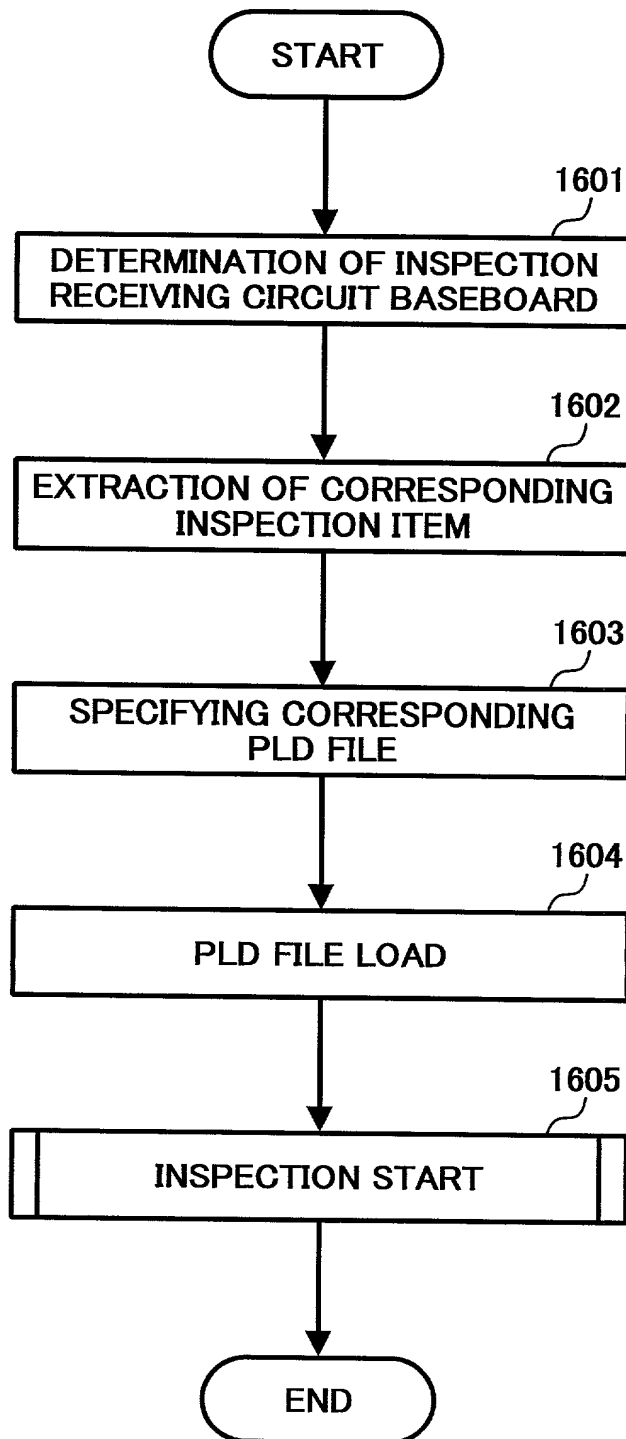 START
1601
DETERMINATION OF INSPECTION
RECEIVING CIRCUIT BASEBOARD
1602
EXTRACTION OF CORRESPONDING
INSPECTION ITEM
1603
SPECIFYING CORRESPONDING
PLD FILE
1604
PLD FILE LOAD
1605
INSPECTION START
END